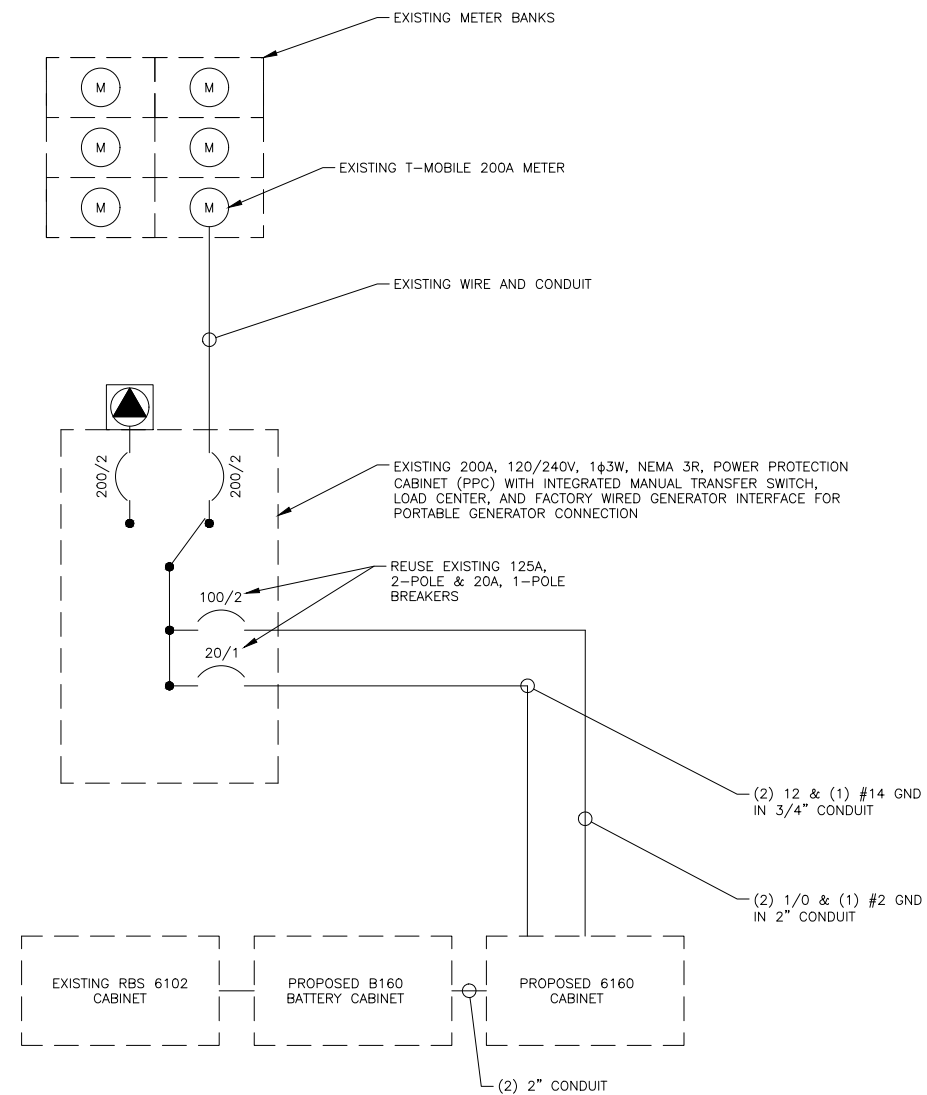 EXISTING METER BANKS
M
M
M
M
EXISTING T-MOBILE 200A METER
M
M
EXISTING WIRE AND CONDUIT
200/2
200/2
EXISTING 200A, 120/240V, 1ϕ3W, NEMA 3R, POWER PROTECTION
CABINET (PPC) WITH INTEGRATED MANUAL TRANSFER SWITCH,
LOAD CENTER, AND FACTORY WIRED GENERATOR INTERFACE FOR
PORTABLE GENERATOR CONNECTION
REUSE EXISTING 125A,
2-POLE & 20A, 1-POLE
BREAKERS
100/2
20/1
(2) 12 & (1) #14 GND
IN 3/4" CONDUIT
(2) 1/0 & (1) #2 GND
IN 2" CONDUIT
EXISTING RBS 6102
CABINET
PROPOSED B160
BATTERY CABINET
PROPOSED 6160
CABINET
(2) 2" CONDUIT